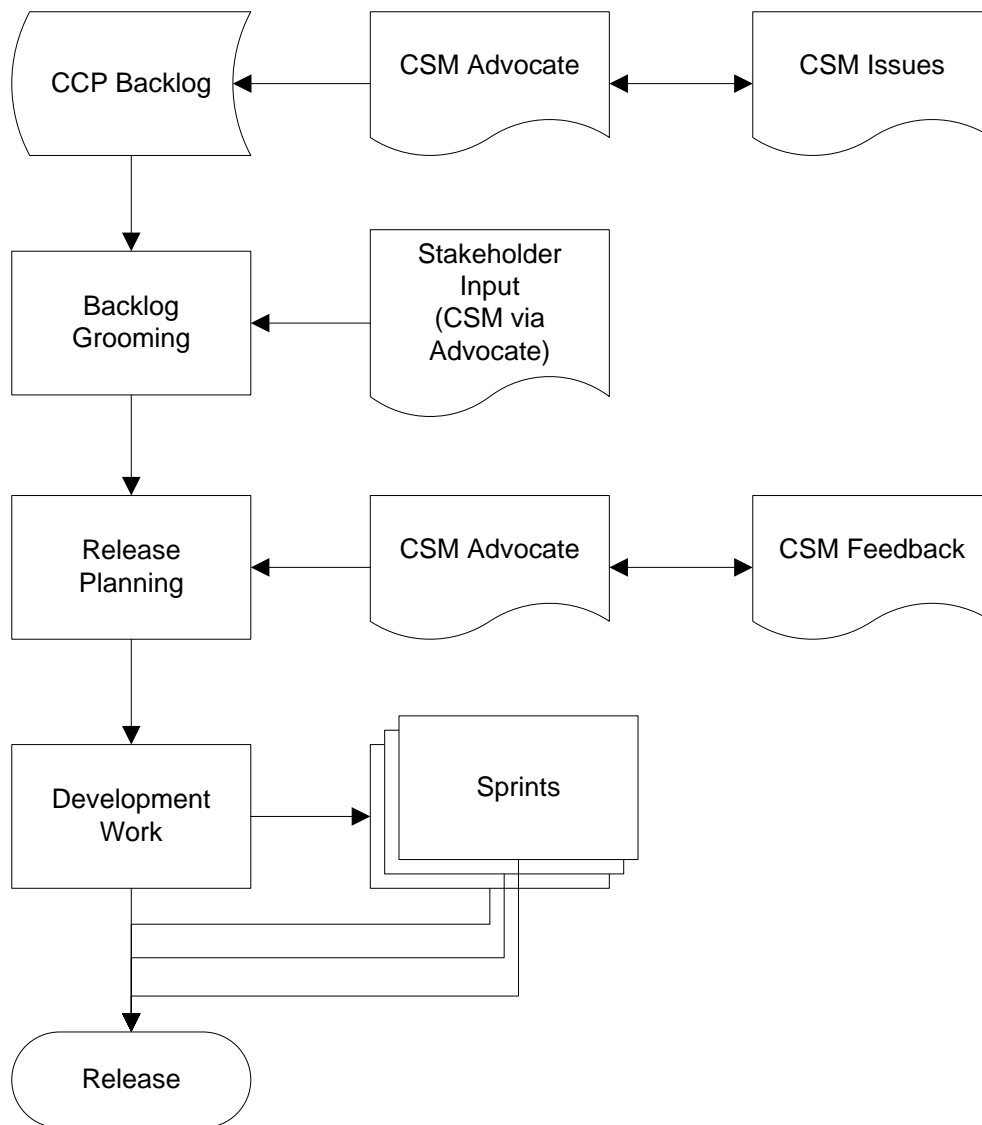 CCP Backlog
CSM Advocate
CSM Issues
Backlog
Grooming
Stakeholder
Input
(CSM via
Advocate)
Release
Planning
CSM Advocate
CSM Feedback
Development
Work
Sprints
Release